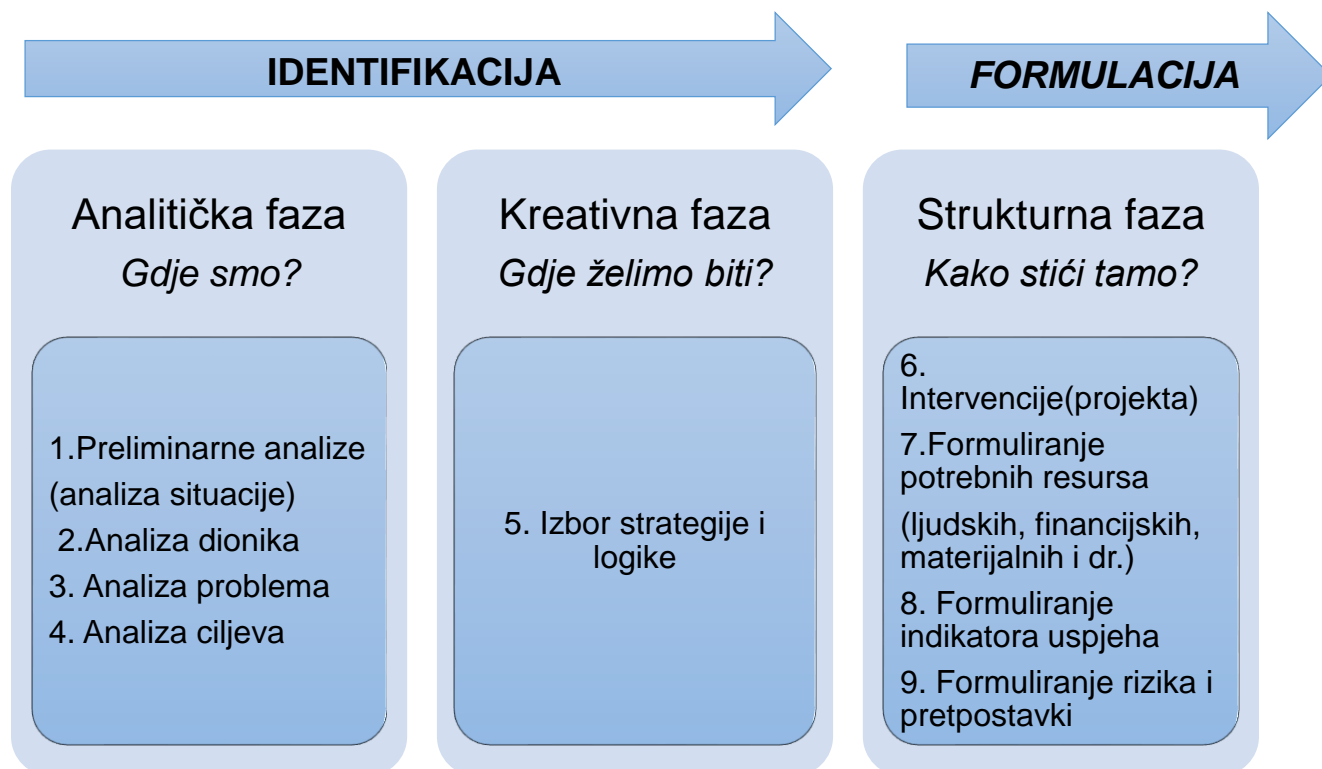 IDENTIFIKACIJA
FORMULACIJA
Analitička faza
Gdje smo?
1.Preliminarne analize
(analiza situacije)
2.Analiza dionika
3. Analiza problema
4. Analiza ciljeva
Kreativna faza
Gdje želimo biti?
5. Izbor strategije i
logike
Strukturna faza
Kako stići tamo?
6.
Intervencije(projekta)
7.Formuliranje
potrebnih resursa
(ljudskih, financijskih,
materijalnih i dr.)
8. Formuliranje
indikatora uspjeha
9. Formuliranje rizika i
pretpostavki